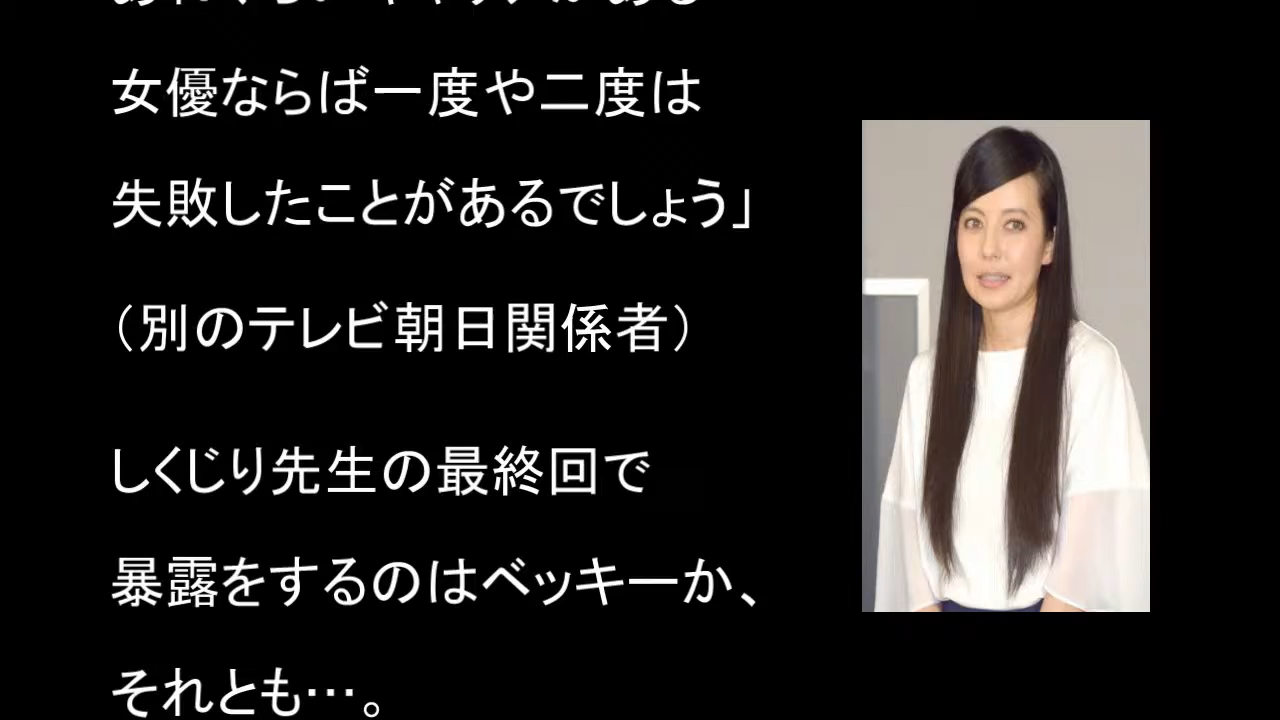 女優ならば一度や二度は
失敗したことがあるでしょう」
（別のテレビ朝日関係者）
しくじり先生の最終回で
暴露をするのはベッキーか、
それとも…。